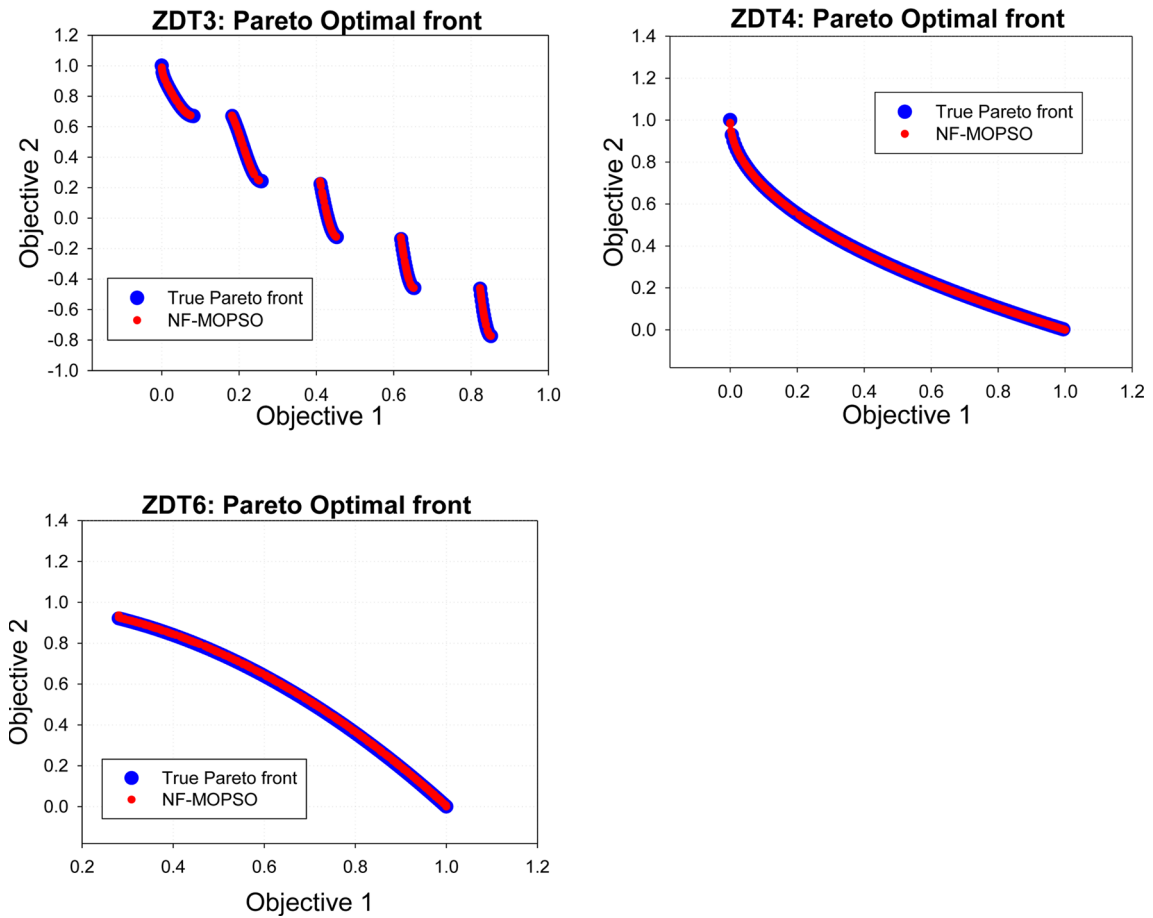 ZDT3: Pareto Optimal front
1.2
1.0
0.8
0.6
0.4
0.2
0.0
-0.2
-0.4
-0.6
-0.8
-1.0
Objective 2
True Pareto front
NF-MOPSO
0.0 0.2 0.4 0.6 0.8 1.0
Objective 1
ZDT4: Pareto Optimal front
1.4
1.2
1.0
0.8
0.6
0.4
0.2
0.0
Objective 2
True Pareto front
NF-MOPSO
0.0 0.2 0.4 0.6 0.8 1.0 1.2
Objective 1
ZDT6: Pareto Optimal front
1.4
1.2
1.0
0.8
0.6
0.4
0.2
0.0
Objective 2
True Pareto front
NF-MOPSO
0.2 0.4 0.6 0.8 1.0 1.2
Objective 1